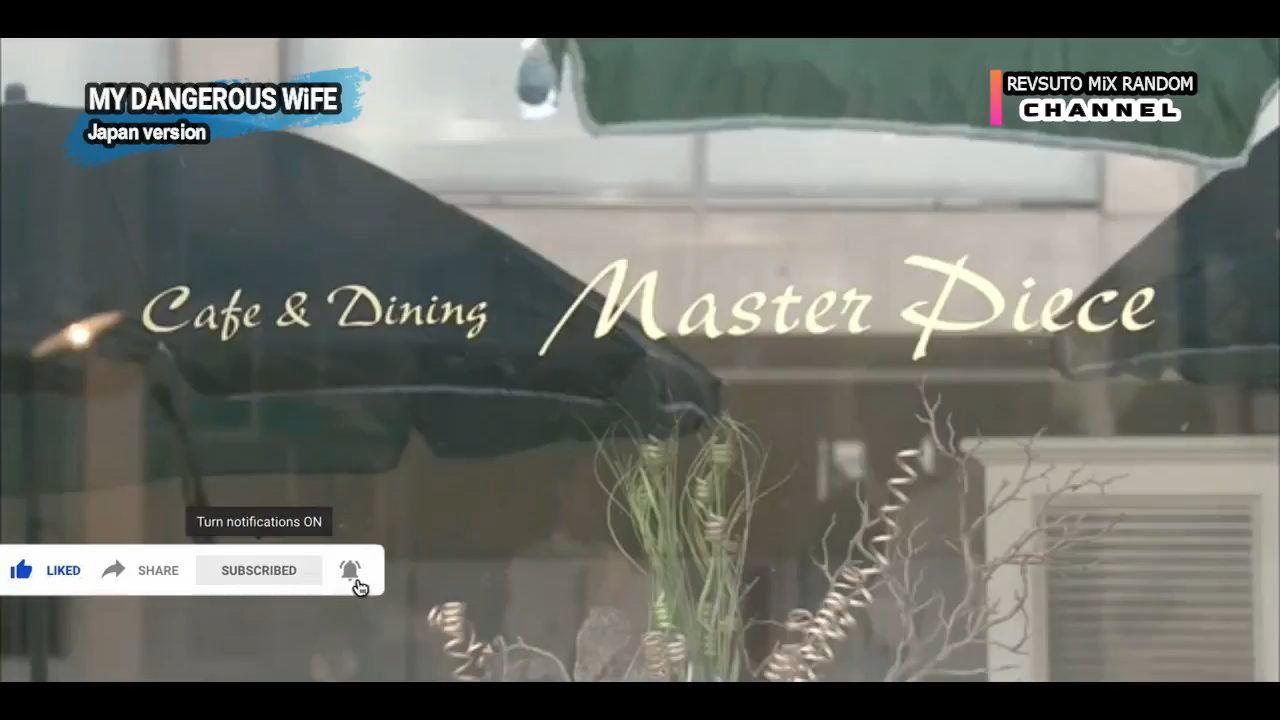 MY DANGEROUS WiFE
Japan version
REVSUTO MiX RANDOM
CHANNEL
Cafe & Dining Master Piece
Turn notifications ON
LIKED SHARE SUBSCRIBED